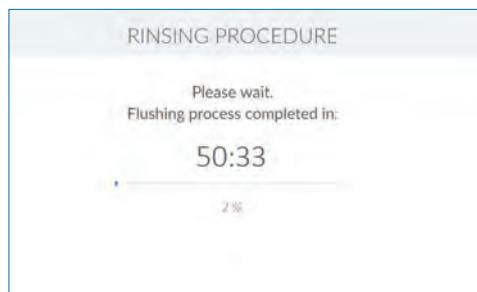 RINSING PROCEDURE
Please wait.
Flushing process completed in:
50:33
2%